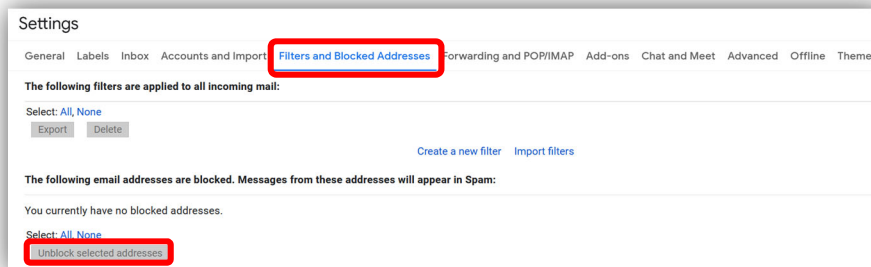 Settings
General Labels Inbox Accounts and Import Filters and Blocked Addresses Forwarding and POP/IMAP Add-ons Chat and Meet Advanced Offline Theme
The following filters are applied to all incoming mail:
Select: All, None
Export Delete
Create a new filter Import filters
The following email addresses are blocked. Messages from these addresses will appear in Spam:
You currently have no blocked addresses.
Select: All, None
Unblock selected addresses